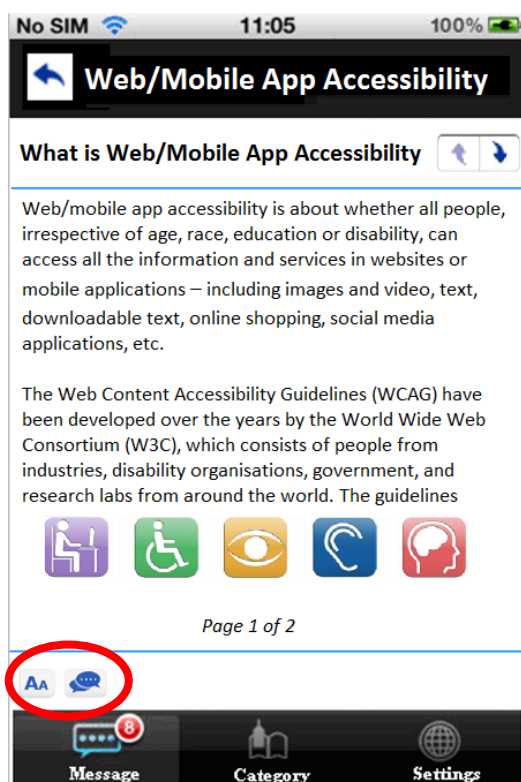 No SIM 11:05 100%
Web/Mobile App Accessibility
What is Web/Mobile App Accessibility
Web/mobile app accessibility is about whether all people,
irrespective of age, race, education or disability, can
access all the information and services in websites or
mobile applications – including images and video, text,
downloadable text, online shopping, social media
applications, etc.
The Web Content Accessibility Guidelines (WCAG) have
been developed over the years by the World Wide Web
Consortium (W3C), which consists of people from
industries, disability organisations, government, and
research labs from around the world. The guidelines
Page 1 of 2
AA
8
Message Category Settings